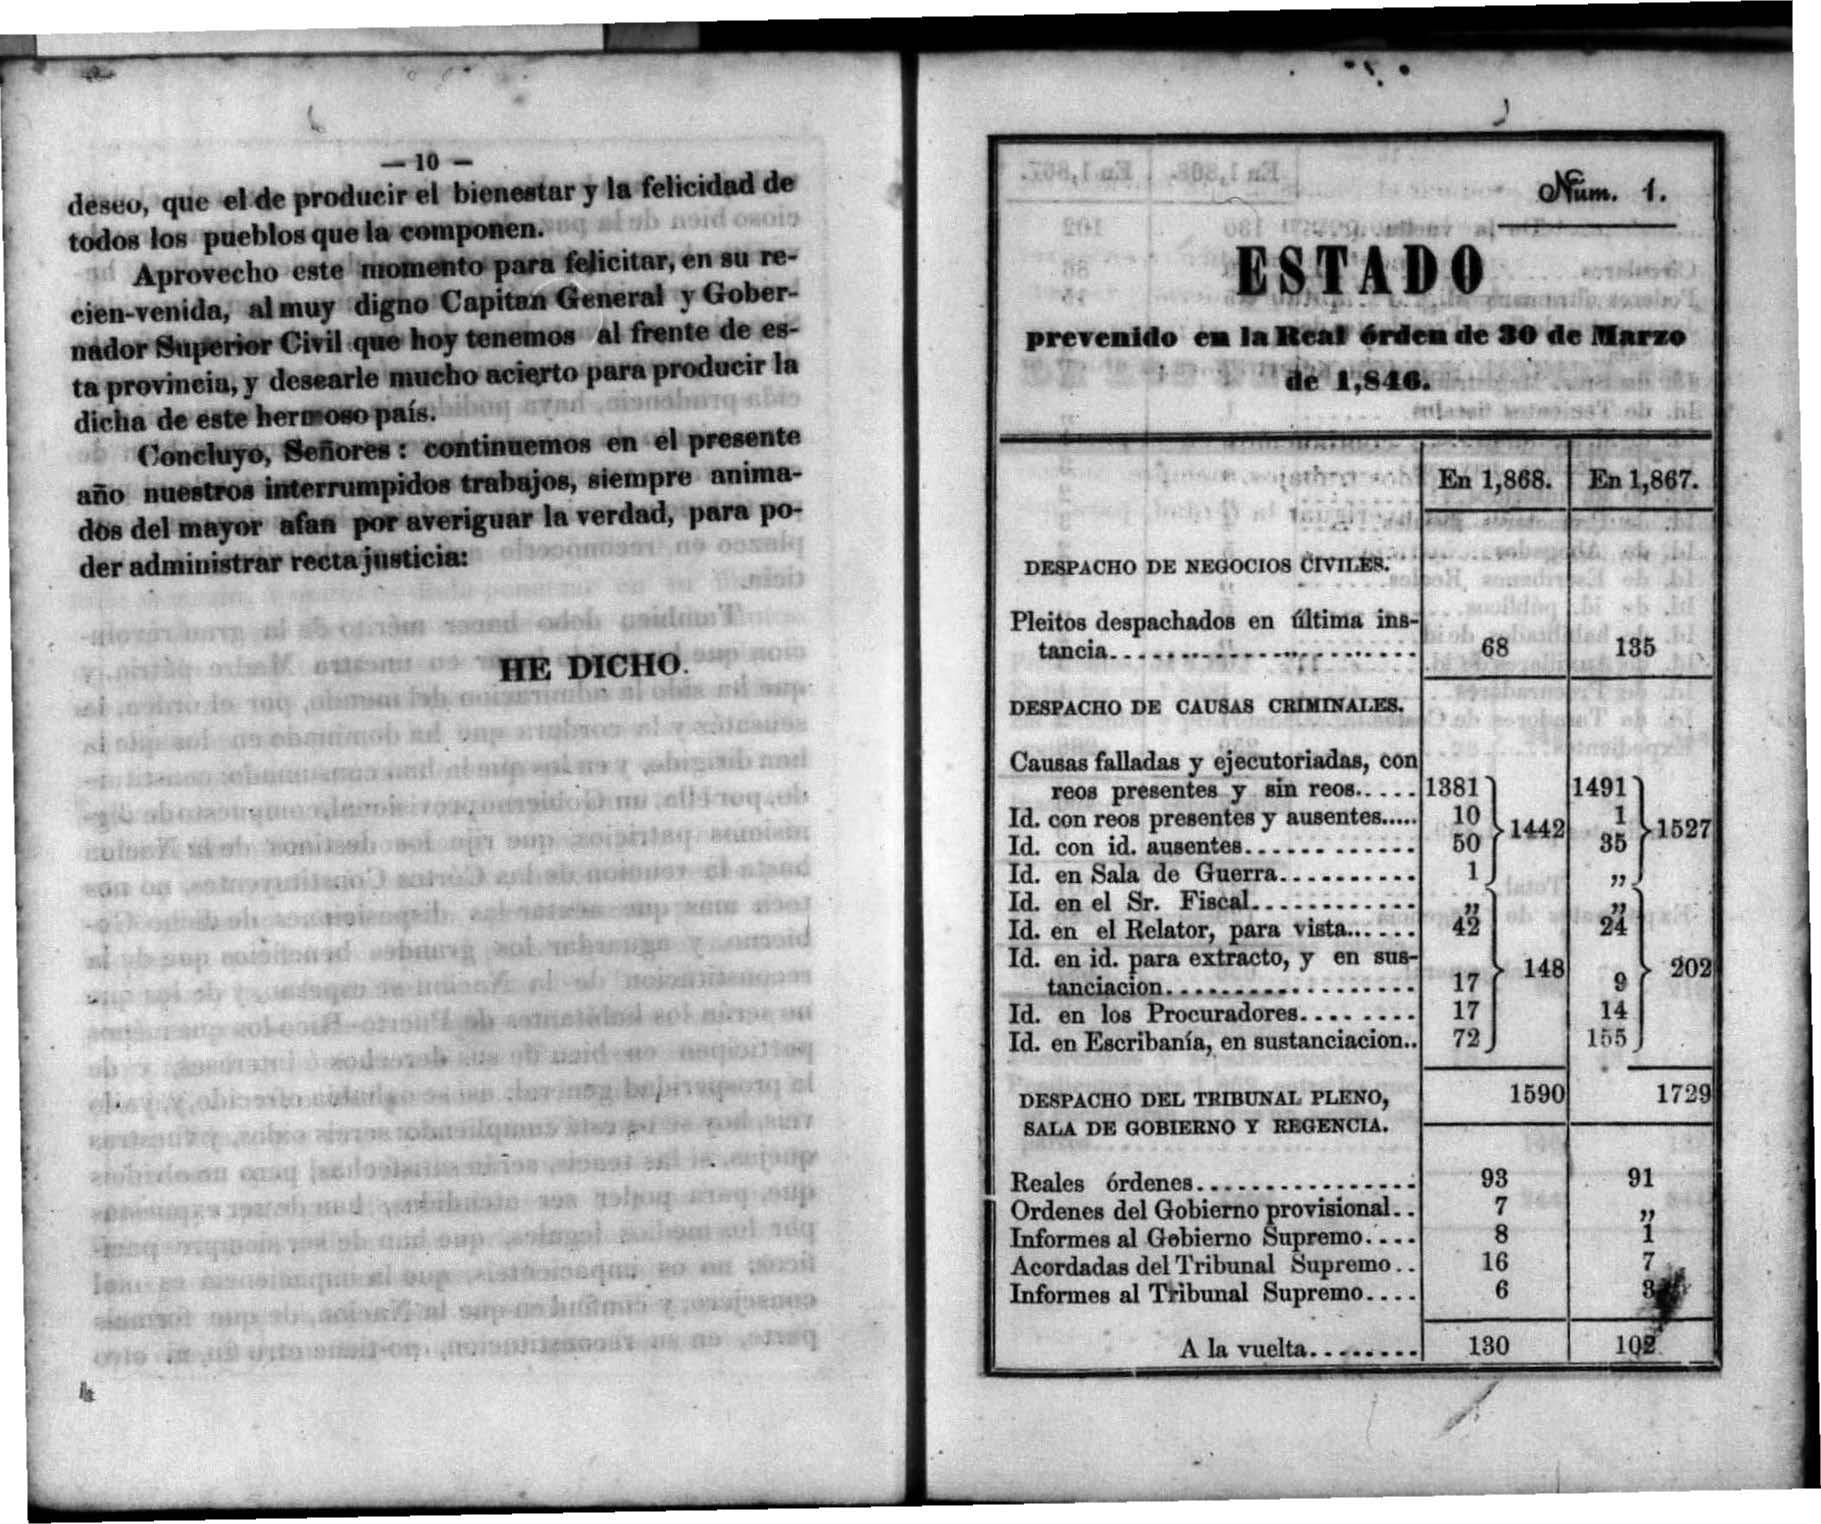 — 10 —
deseo, que el de producir el bienestar y la felicidad de
todos los pueblos que la componen.
Aprovecho este momento para felicitar, en su re-
cien-venida, al muy digno Capitan General y Gober-
nador Superior Civil que hoy tenemos al frente de es-
ta provincia, y desearle mucho acierto para producir la
dicha de este hermoso país.
Concluyo, Señores: continuemos en el presente
año nuestros interrumpidos trabajos, siempre anima-
dos del mayor afan por averiguar la verdad, para po-
der administrar recta justicia:
HE DICHO.
Núm. 1.
ESTADO
prevenido en la Real órden de 30 de Marzo
de 1,846.
En 1,868. En 1,867.
DESPACHO DE NEGOCIOS CIVILES.
Pleitos despachados en última ins-
tancia..................... 68 135
DESPACHO DE CAUSAS CRIMINALES.
Causas falladas y ejecutoriadas, con
reos presentes y sin reos..... 1381 1491
Id. con reos presentes y ausentes..... 10 1
1442 1527
Id. con id. ausentes............ 50 35
Id. en Sala de Guerra.......... 1 „
Id. en el Sr. Fiscal............ „ „
Id. en el Relator, para vista...... 42 24
Id. en id. para extracto, y en sus-
148 202
tanciacion.................. 17 9
Id. en los Procuradores........ 17 14
Id. en Escribanía, en sustanciacion.. 72 155
1590 1729
DESPACHO DEL TRIBUNAL PLENO,
SALA DE GOBIERNO Y REGENCIA.
Reales órdenes................ 93 91
Ordenes del Gobierno provisional.. 7 „
Informes al Gobierno Supremo.... 8 1
Acordadas del Tribunal Supremo.. 16 7
Informes al Tribunal Supremo.... 6 3
A la vuelta........ 130 102